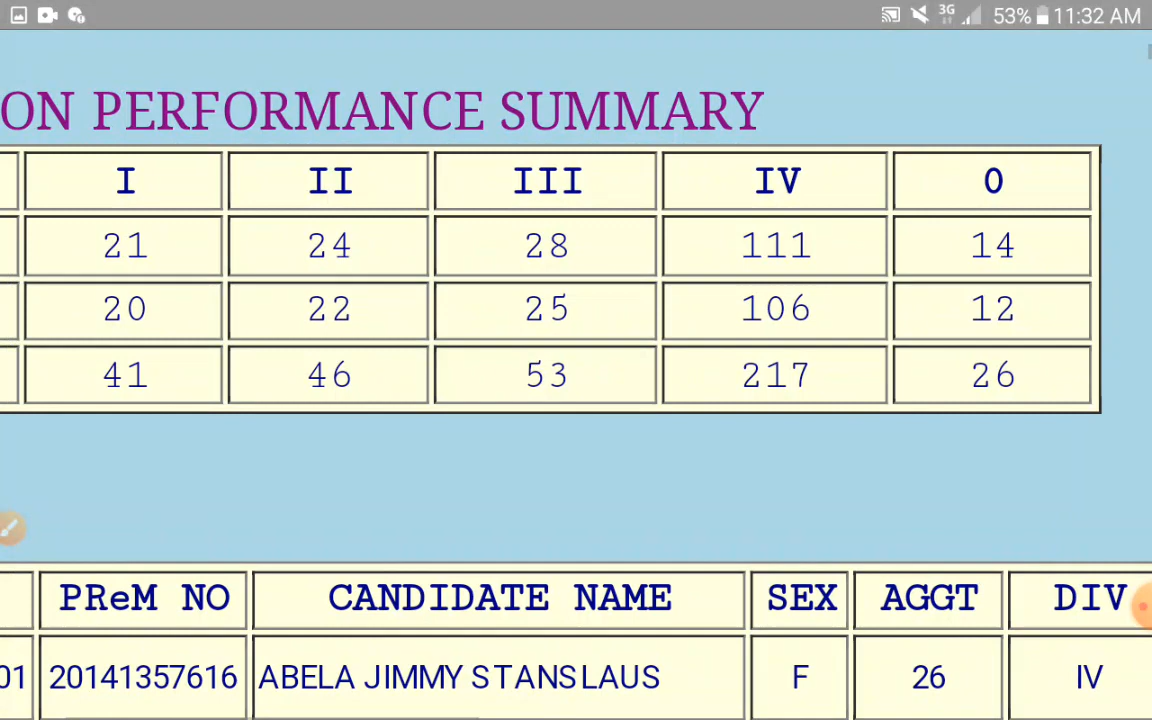 3G 53% 11:32 AM
ON PERFORMANCE SUMMARY
I II III IV 0
21 24 28 111 14
20 22 25 106 12
41 46 53 217 26
PReM NO CANDIDATE NAME SEX AGGT DIV
01 20141357616 ABELA JIMMY STANSLAUS F 26 IV